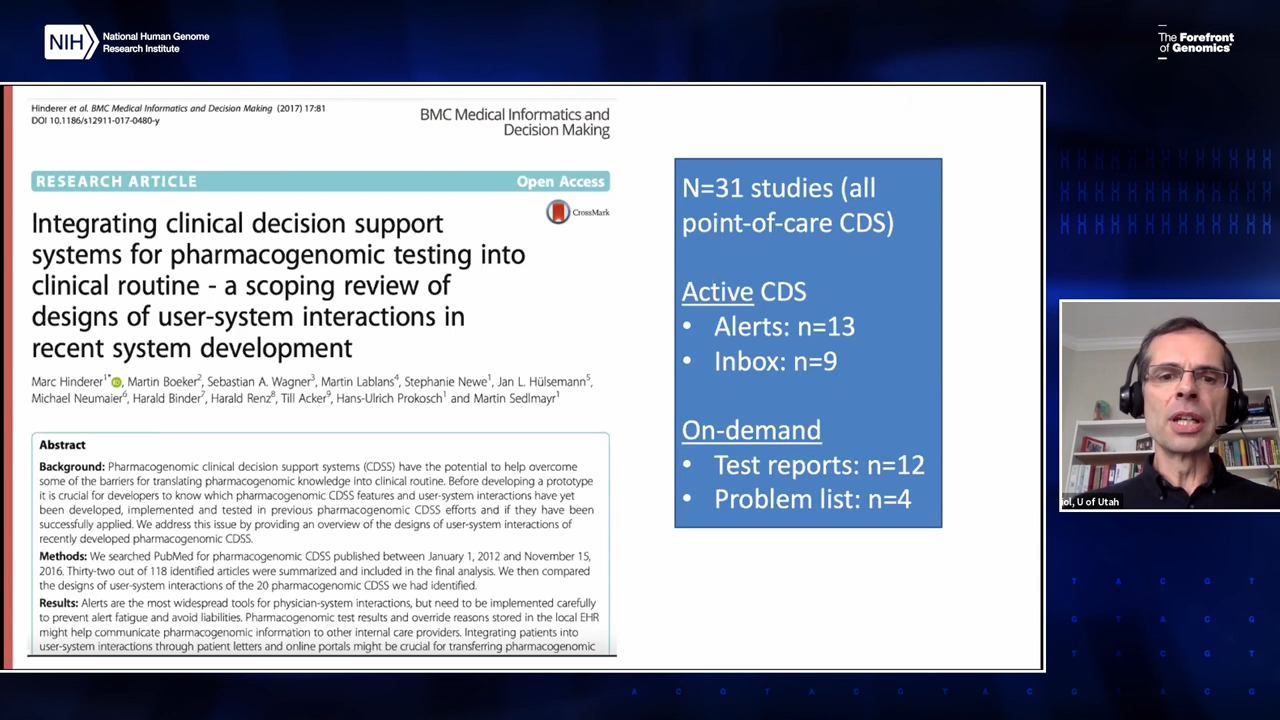 NIH
National Human Genome
Research Institute
The Forefront
of Genomics®
Hinderer et al. BMC Medical Informatics and Decision Making (2017) 17:81
DOI 10.1186/s12911-017-0480-y
BMC Medical Informatics and
Decision Making
RESEARCH ARTICLE
Open Access
CrossMark
Integrating clinical decision support
systems for pharmacogenomic testing into
clinical routine - a scoping review of
designs of user-system interactions in
recent system development
Marc Hinderer1*, Martin Boeker2, Sebastian A. Wagner3, Martin Lablans4, Stephanie Newe1, Jan L. Hülsemann5,
Michael Neumaier6, Harald Binder7, Harald Renz8, Till Acker9, Hans-Ulrich Prokosch1 and Martin Sedlmayr1
Abstract
Background: Pharmacogenomic clinical decision support systems (CDSS) have the potential to help overcome
some of the barriers for translating pharmacogenomic knowledge into clinical routine. Before developing a prototype
it is crucial for developers to know which pharmacogenomic CDSS features and user-system interactions have yet
been developed, implemented and tested in previous pharmacogenomic CDSS efforts and if they have been
successfully applied. We address this issue by providing an overview of the designs of user-system interactions of
recently developed pharmacogenomic CDSS.
Methods: We searched PubMed for pharmacogenomic CDSS published between January 1, 2012 and November 15,
2016. Thirty-two out of 118 identified articles were summarized and included in the final analysis. We then compared
the designs of user-system interactions of the 20 pharmacogenomic CDSS we had identified.
Results: Alerts are the most widespread tools for physician-system interactions, but need to be implemented carefully
to prevent alert fatigue and avoid liabilities. Pharmacogenomic test results and override reasons stored in the local EHR
might help communicate pharmacogenomic information to other internal care providers. Integrating patients into
user-system interactions through patient letters and online portals might be crucial for transferring pharmacogenomic
N=31 studies (all
point-of-care CDS)
Active CDS
• Alerts: n=13
• Inbox: n=9
On-demand
• Test reports: n=12
• Problem list: n=4
iol, U of Utah
T A C G T
A C G T A C G T A C G T A C G